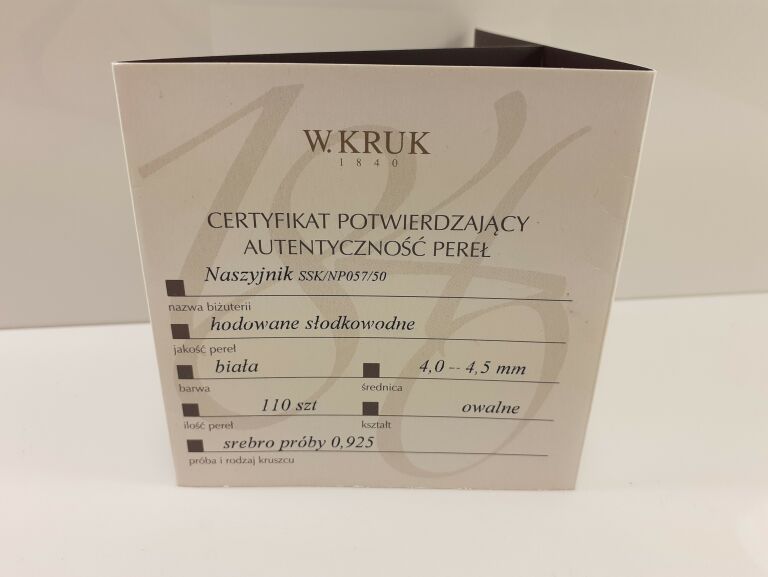 W.KRUK
1840
CERTYFIKAT POTWIERDZAJĄCY
AUTENTYCZNOŚĆ PEREŁ
Naszyjnik SSK/NP057/50
nazwa biżuterii
hodowane słodkowodne
jakość pereł
biała 4,0 -- 4,5 mm
barwa średnica
110 szt owalne
ilość pereł kształt
srebro próby 0,925
próba i rodzaj kruszcu